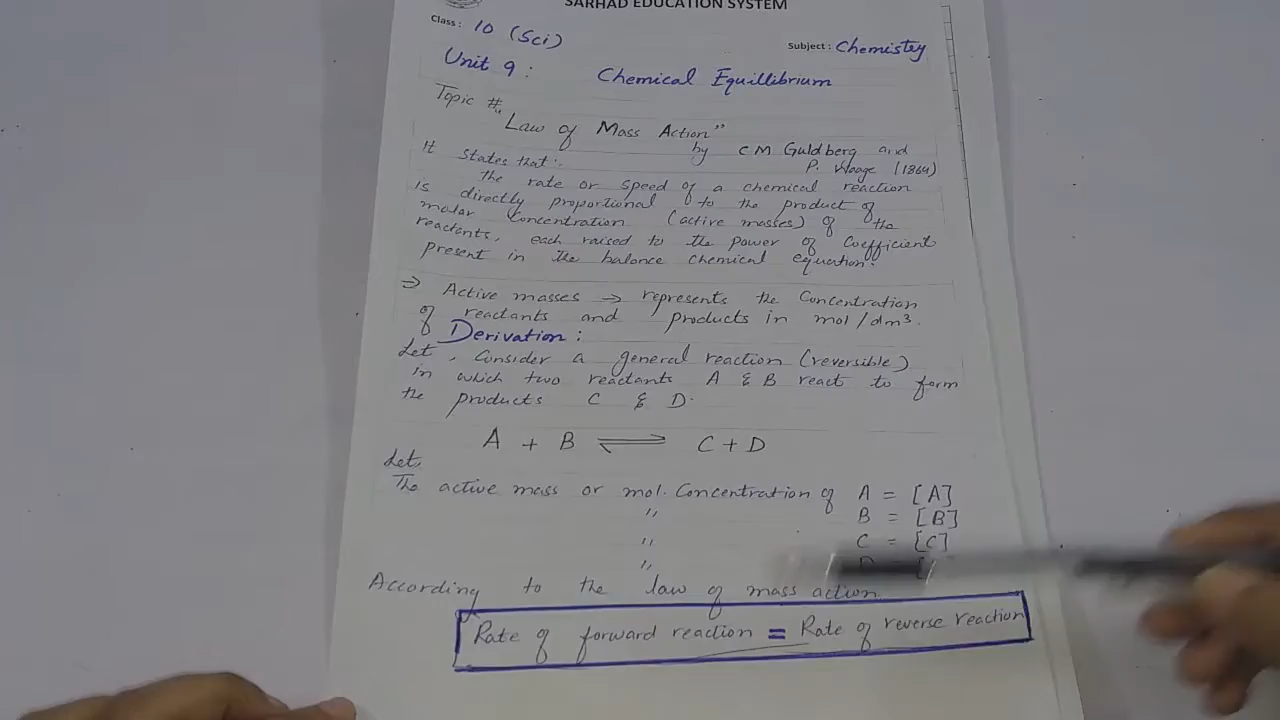 SARHAD EDUCATION SYSTEM
Class : 10 (Sci)
Subject : Chemistry
Unit 9 : Chemical Equillibrium
Topic #
"Law of Mass Action"
by C M Guldberg and
P. Waage (1864)
It states that :-
the rate or speed of a chemical reaction
is directly proportional to the product of
molar concentration (active masses) of the
reactants, each raised to the power of coefficient
present in the balance chemical equation.
⇒ Active masses → represents the concentration
of reactants and products in mol/dm³.
Derivation :
Let, consider a general reaction (reversible)
in which two reactants A & B react to form
the products C & D.
A + B ⇌ C + D
Let,
The active mass or mol. concentration of A = [A]
" B = [B]
" C = [C]
"
According to the law of mass action.
Rate of forward reaction = Rate of reverse reaction